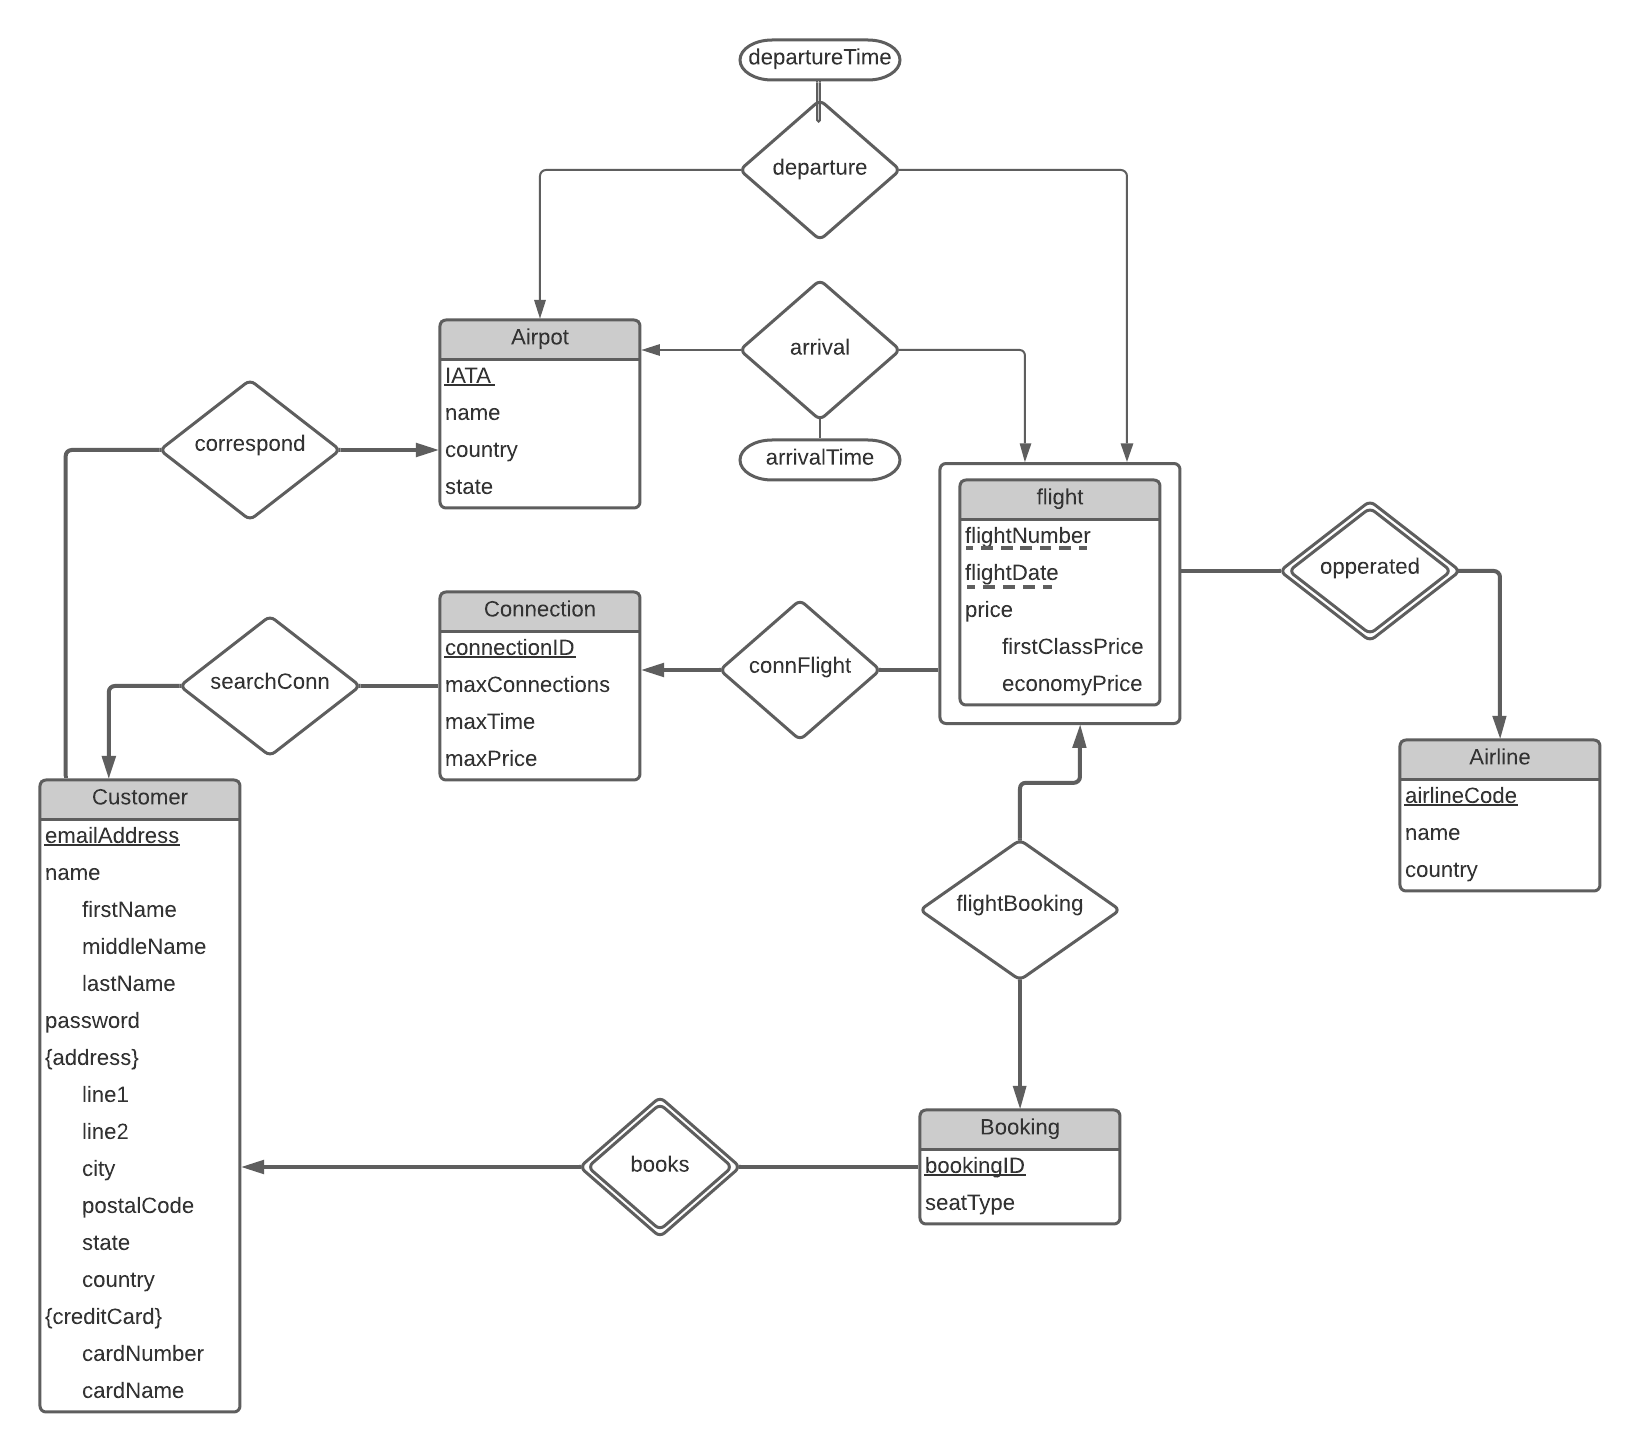 departureTime
departure
Airpot
IATA
name
country
state
arrival
arrivalTime
correspond
flight
flightNumber
flightDate
price
firstClassPrice
economyPrice
opperated
Connection
connectionID
maxConnections
maxTime
maxPrice
connFlight
searchConn
Airline
airlineCode
name
country
Customer
emailAddress
name
firstName
middleName
lastName
password
{address}
line1
line2
city
postalCode
state
country
{creditCard}
cardNumber
cardName
flightBooking
books
Booking
bookingID
seatType